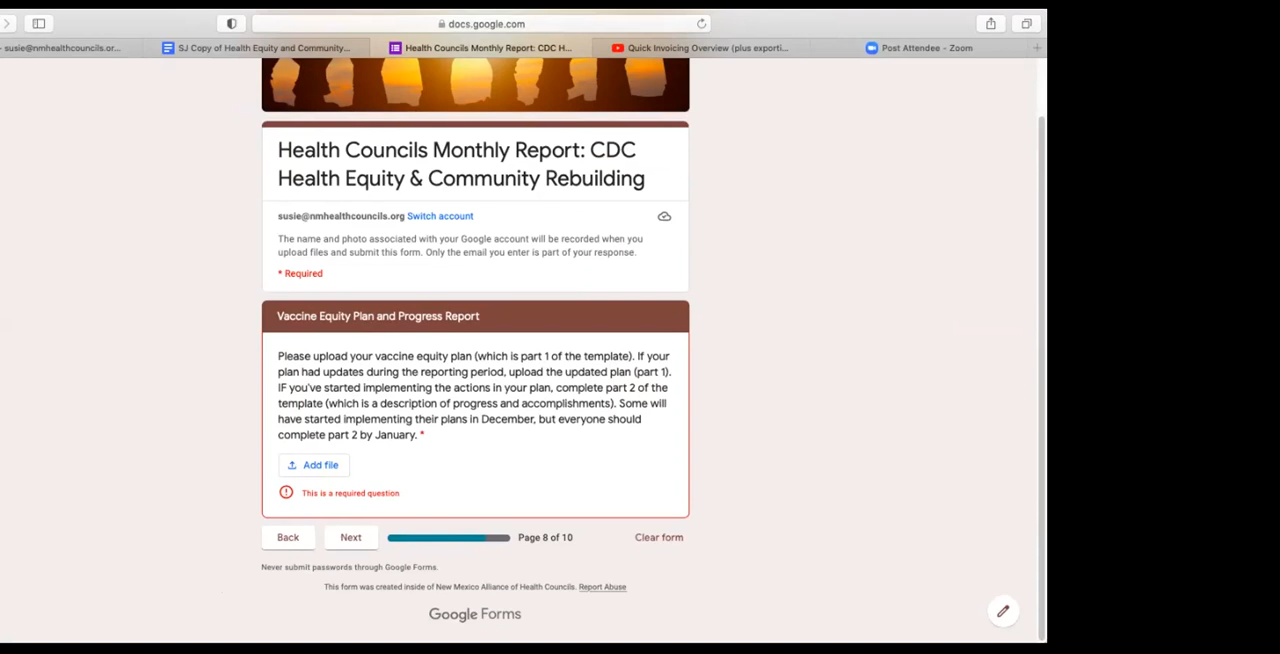 docs.google.com
- susie@nmhealthcouncils.or...
SJ Copy of Health Equity and Community...
Health Councils Monthly Report: CDC H...
Quick Invoicing Overview (plus exporti...
Post Attendee - Zoom
Health Councils Monthly Report: CDC
Health Equity & Community Rebuilding
susie@nmhealthcouncils.org Switch account
The name and photo associated with your Google account will be recorded when you
upload files and submit this form. Only the email you enter is part of your response.
* Required
Vaccine Equity Plan and Progress Report
Please upload your vaccine equity plan (which is part 1 of the template). If your
plan had updates during the reporting period, upload the updated plan (part 1).
IF you've started implementing the actions in your plan, complete part 2 of the
template (which is a description of progress and accomplishments). Some will
have started implementing their plans in December, but everyone should
complete part 2 by January. *
Add file
This is a required question
Back Next Page 8 of 10 Clear form
Never submit passwords through Google Forms.
This form was created inside of New Mexico Alliance of Health Councils. Report Abuse
Google Forms